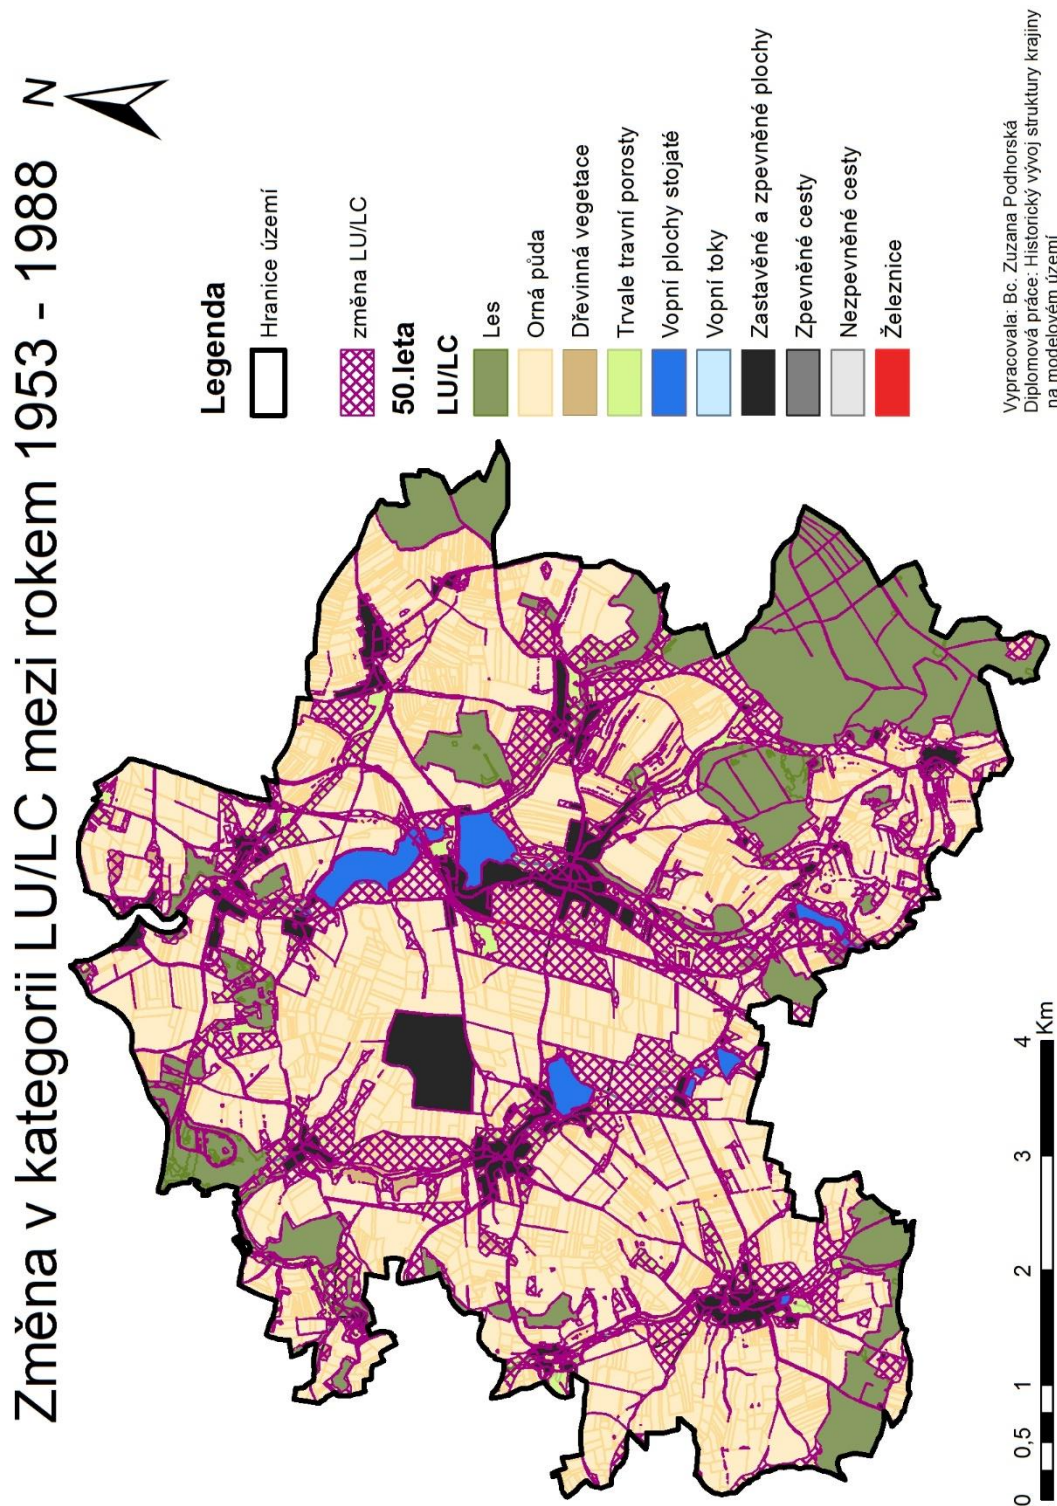 Změna v kategorii LU/LC mezi rokem 1953 - 1988
N
Legenda
Hranice území
změna LU/LC
50.leta
LU/LC
Les
Orná půda
Dřevinná vegetace
Trvale travní porosty
Vopní plochy stojaté
Vopní toky
Zastavěné a zpevněné plochy
Zpevněné cesty
Nezpevněné cesty
Železnice
0 0,5 1 2 3 4
Km
Vypracovala: Bc. Zuzana Podhorská
Diplomová práce: Historický vývoj struktury krajiny
na modelovém území